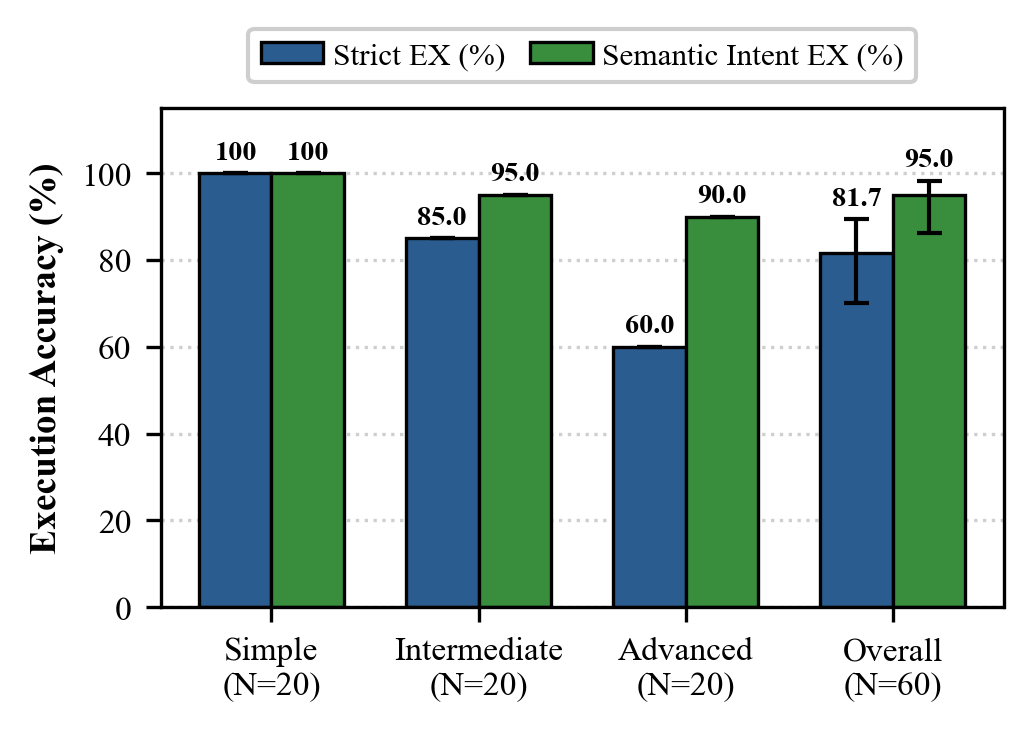 Strict EX (%) Semantic Intent EX (%)
Execution Accuracy (%)
100
80
60
40
20
0
100 100
85.0 95.0
60.0 90.0
81.7 95.0
Simple Intermediate Advanced Overall
(N=20) (N=20) (N=20) (N=60)